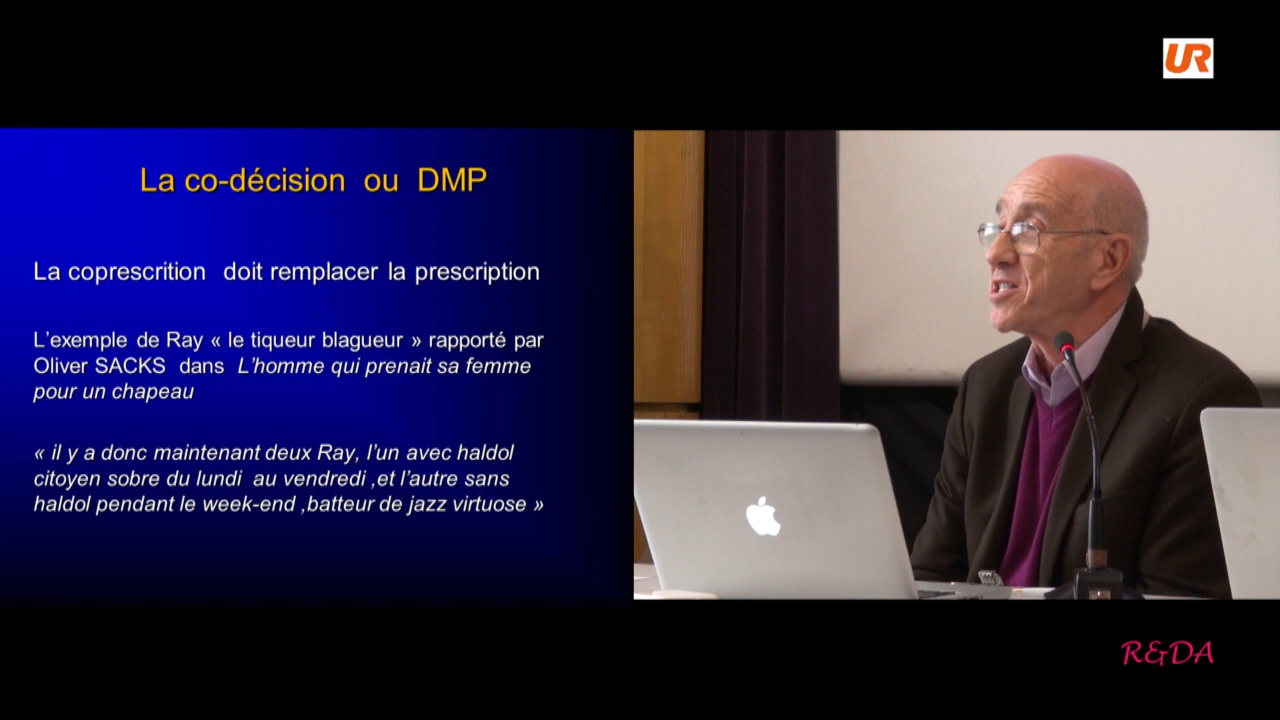 UR
La co-décision ou DMP
La coprescrition doit remplacer la prescription
L'exemple de Ray « le tiqueur blagueur » rapporté par
Oliver SACKS dans L'homme qui prenait sa femme
pour un chapeau
« il y a donc maintenant deux Ray, l'un avec haldol
citoyen sobre du lundi au vendredi ,et l'autre sans
haldol pendant le week-end ,batteur de jazz virtuose »
R&DA